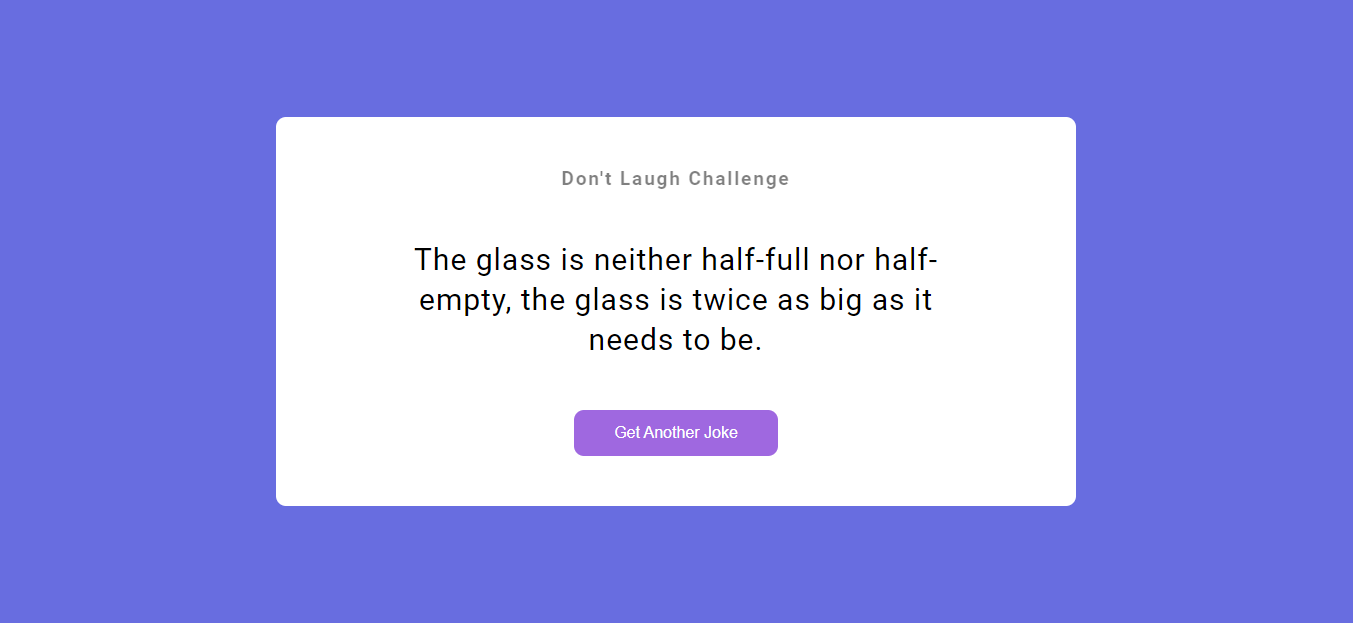 Don't Laugh Challenge
The glass is neither half-full nor half-
empty, the glass is twice as big as it
needs to be.
Get Another Joke